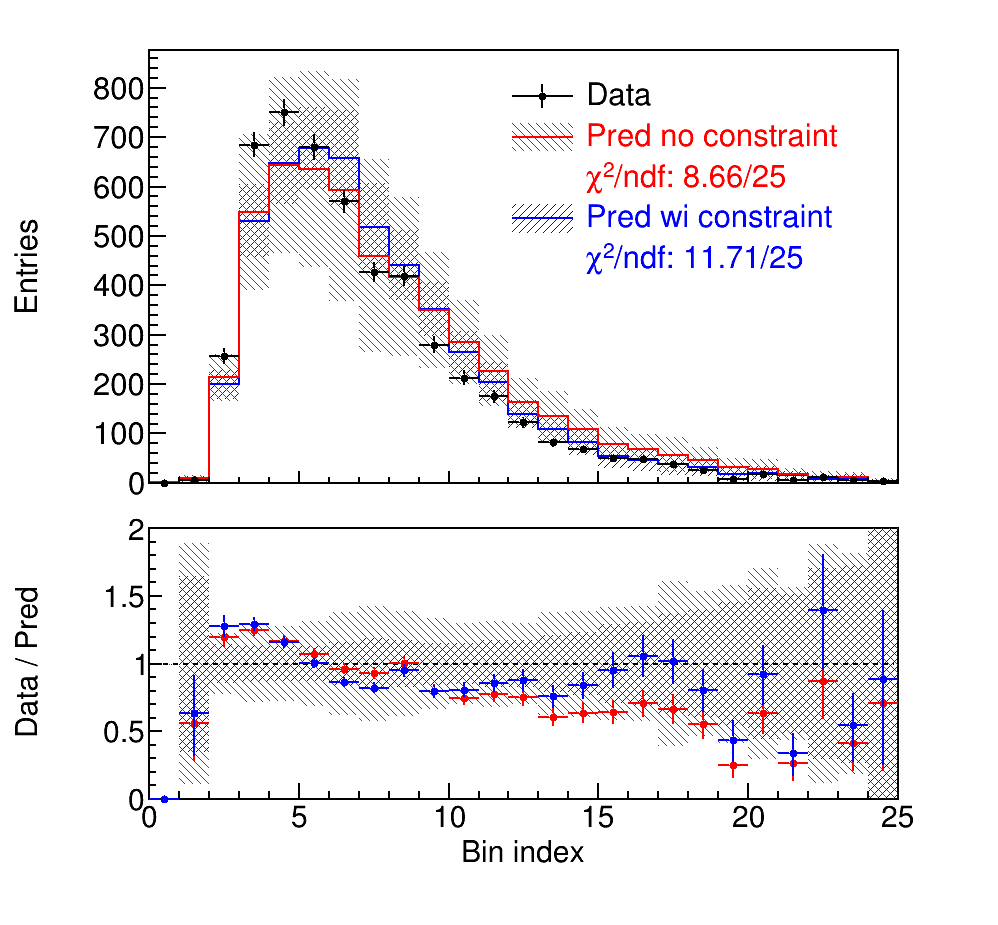 Entries
800
700
600
500
400
300
200
100
0
Data
Pred no constraint
χ²/ndf: 8.66/25
Pred wi constraint
χ²/ndf: 11.71/25
Data / Pred
2
1.5
1
0.5
0
0 5 10 15 20 25
Bin index